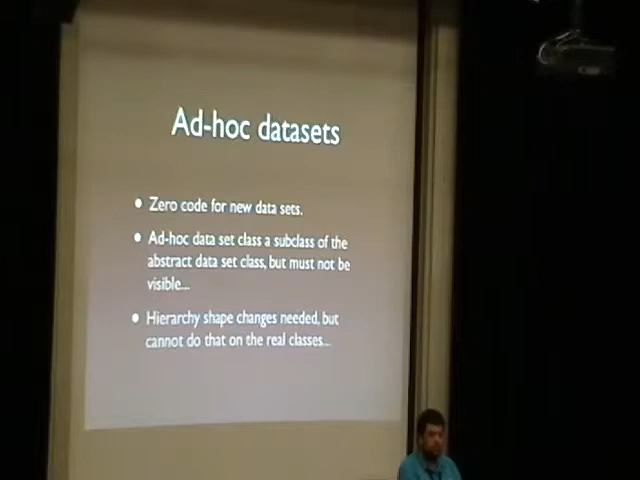 Ad-hoc datasets
• Zero code for new data sets.
• Ad-hoc data set class a subclass of the
abstract data set class, but must not be
visible...
• Hierarchy shape changes needed, but
cannot do that on the real classes...